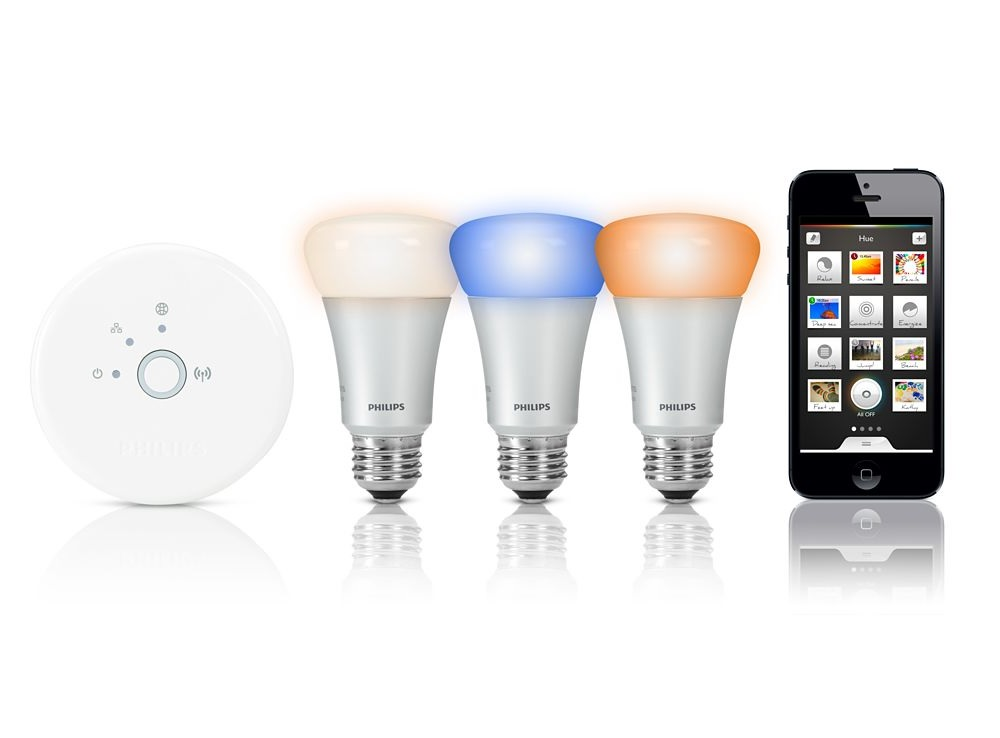 PHILIPS
PHILIPS
PHILIPS
PHILIPS
Hue
Relax
Sunset
Pencils
Deep sea
Concentrate
Energize
Reading
Jump!
Beach
Feet up
All OFF
Kathy